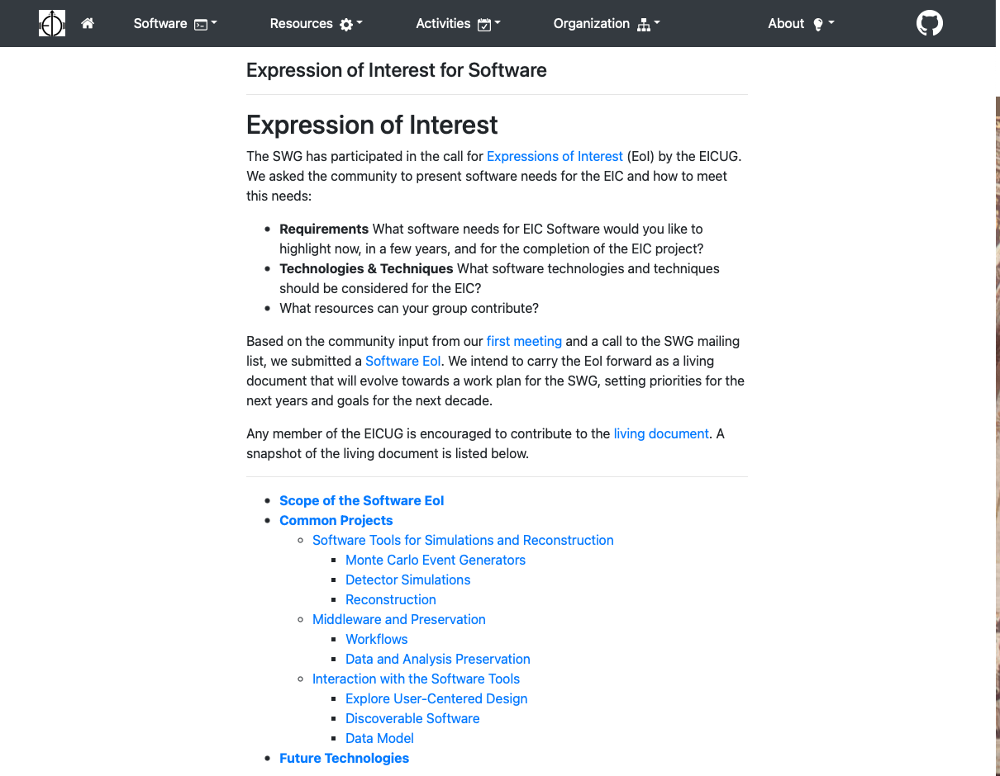 Software Resources Activities Organization About
Expression of Interest for Software
Expression of Interest
The SWG has participated in the call for Expressions of Interest (EoI) by the EICUG.
We asked the community to present software needs for the EIC and how to meet
this needs:
Requirements What software needs for EIC Software would you like to
highlight now, in a few years, and for the completion of the EIC project?
Technologies & Techniques What software technologies and techniques
should be considered for the EIC?
What resources can your group contribute?
Based on the community input from our first meeting and a call to the SWG mailing
list, we submitted a Software EoI. We intend to carry the EoI forward as a living
document that will evolve towards a work plan for the SWG, setting priorities for the
next years and goals for the next decade.
Any member of the EICUG is encouraged to contribute to the living document. A
snapshot of the living document is listed below.
Scope of the Software EoI
Common Projects
Software Tools for Simulations and Reconstruction
Monte Carlo Event Generators
Detector Simulations
Reconstruction
Middleware and Preservation
Workflows
Data and Analysis Preservation
Interaction with the Software Tools
Explore User-Centered Design
Discoverable Software
Data Model
Future Technologies